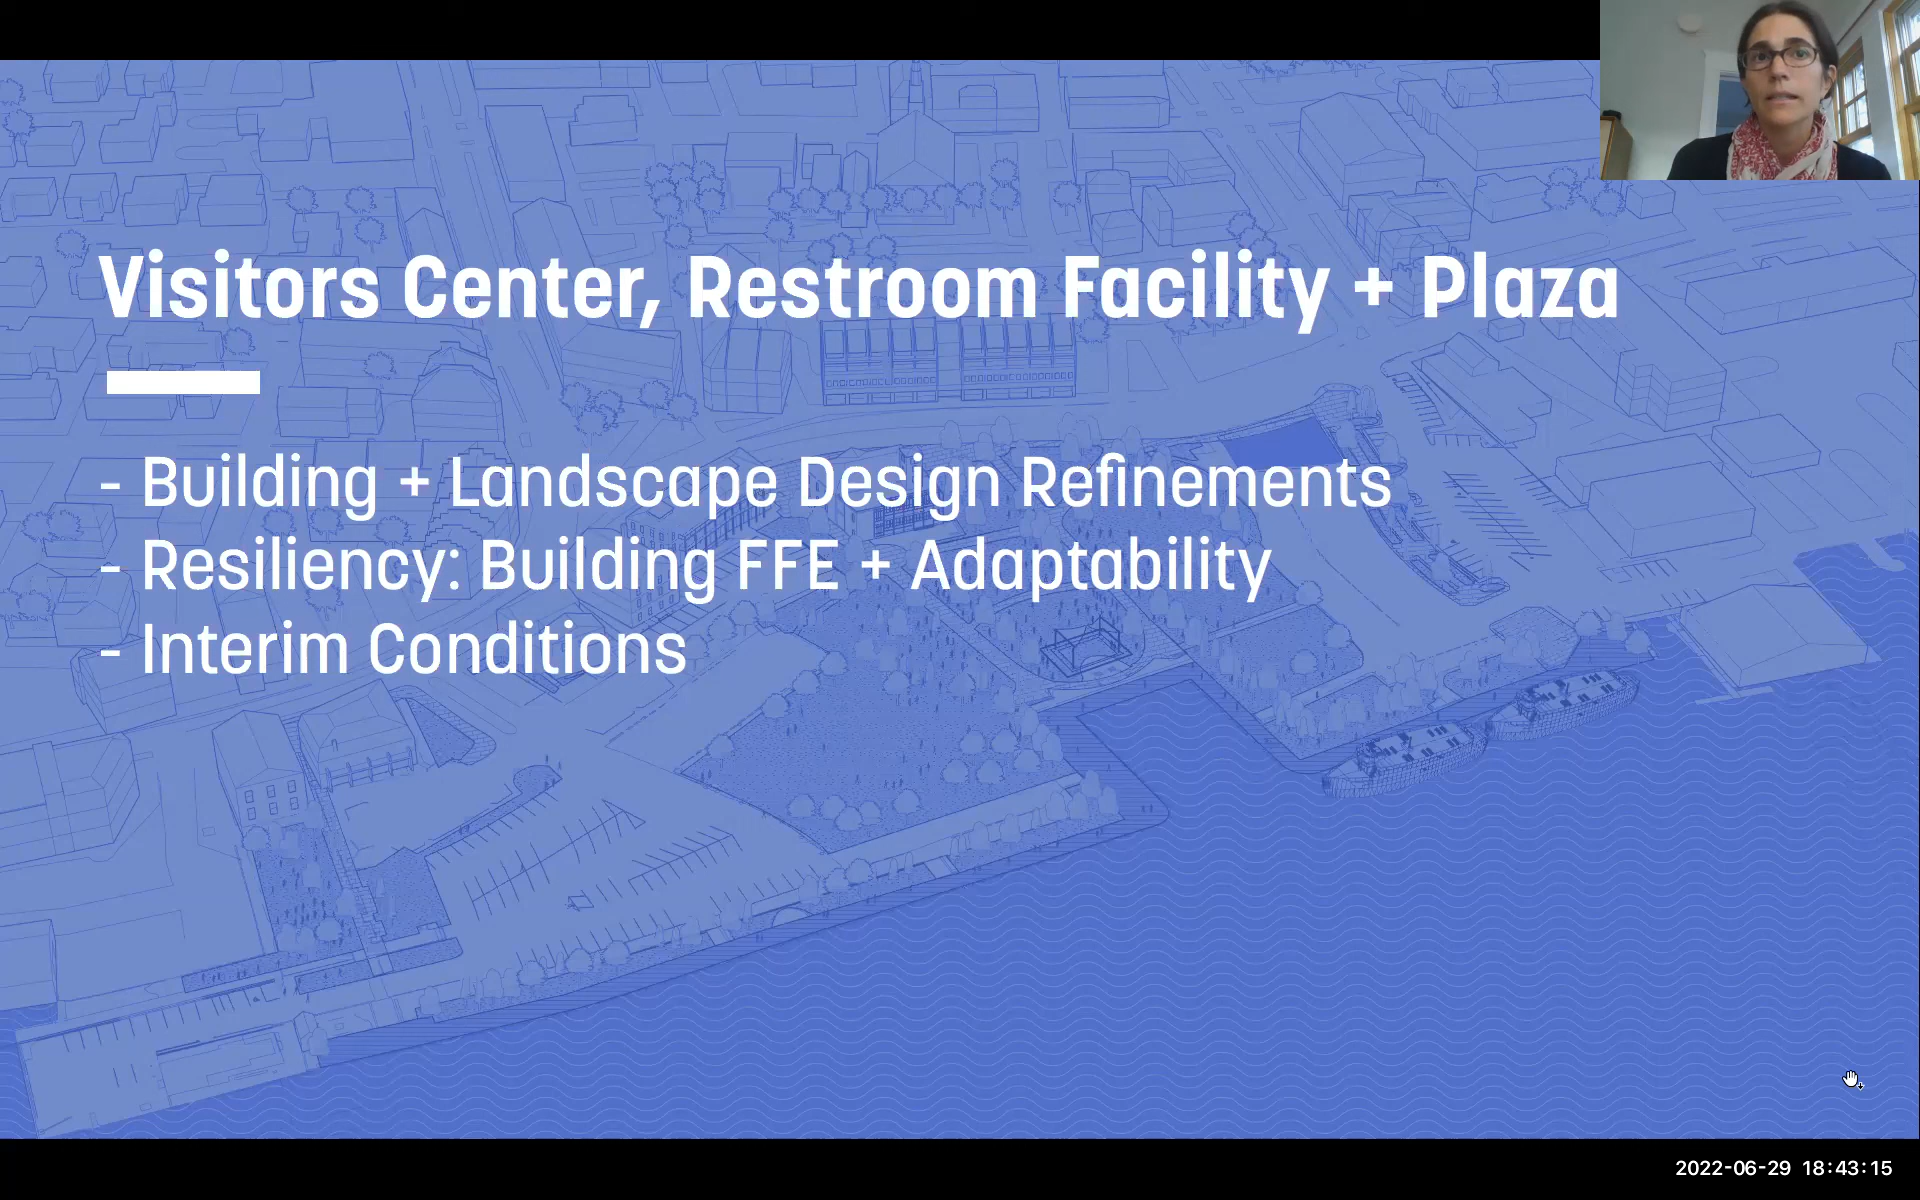 Visitors Center, Restroom Facility + Plaza
- Building + Landscape Design Refinements
- Resiliency: Building FFE + Adaptability
- Interim Conditions
2022-06-29 18:43:15